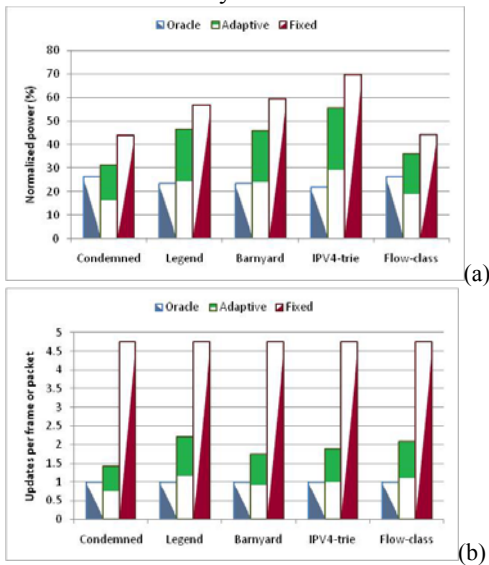 Oracle Adaptive Fixed
80
70
60
50
40
30
20
10
0
Normalized power (%)
Condemned Legend Barnyard IPV4-trie Flow-class
(a)
Oracle Adaptive Fixed
5
4.5
4
3.5
3
2.5
2
1.5
1
0.5
0
Updates per frame or packet
Condemned Legend Barnyard IPV4-trie Flow-class
(b)